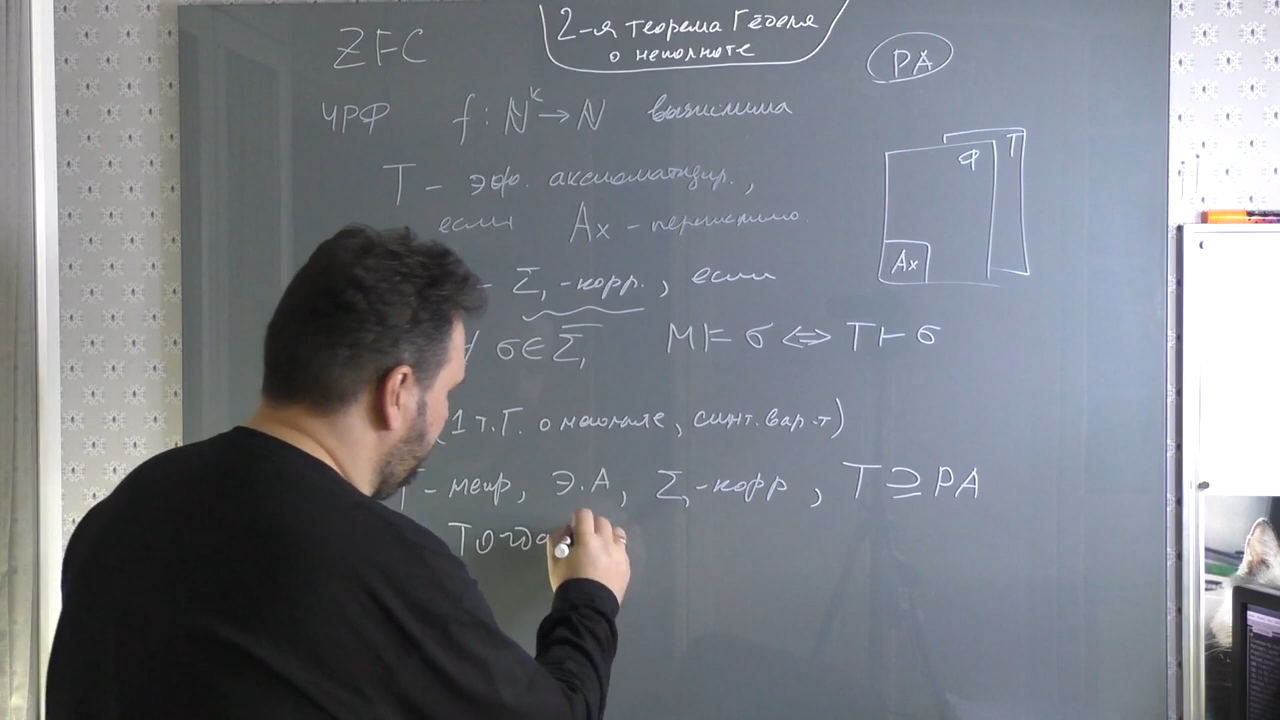 ZFC
2-я теорема Гёделя
о неполноте
PA
ЧРФ f : ℕᵏ → ℕ вычислима
T - эфф. аксиоматизир.,
если Ax - перечислимо.
- Σ₁-корр., если
∀ σ ∈ Σ₁ M ⊨ σ ⇔ T ⊢ σ
Ф
T
Ax
(1 т. Г. о неполноте, синт. вар-т)
T - непр, Э.А, Σ₁-корр, T ⊇ PA
Тогда